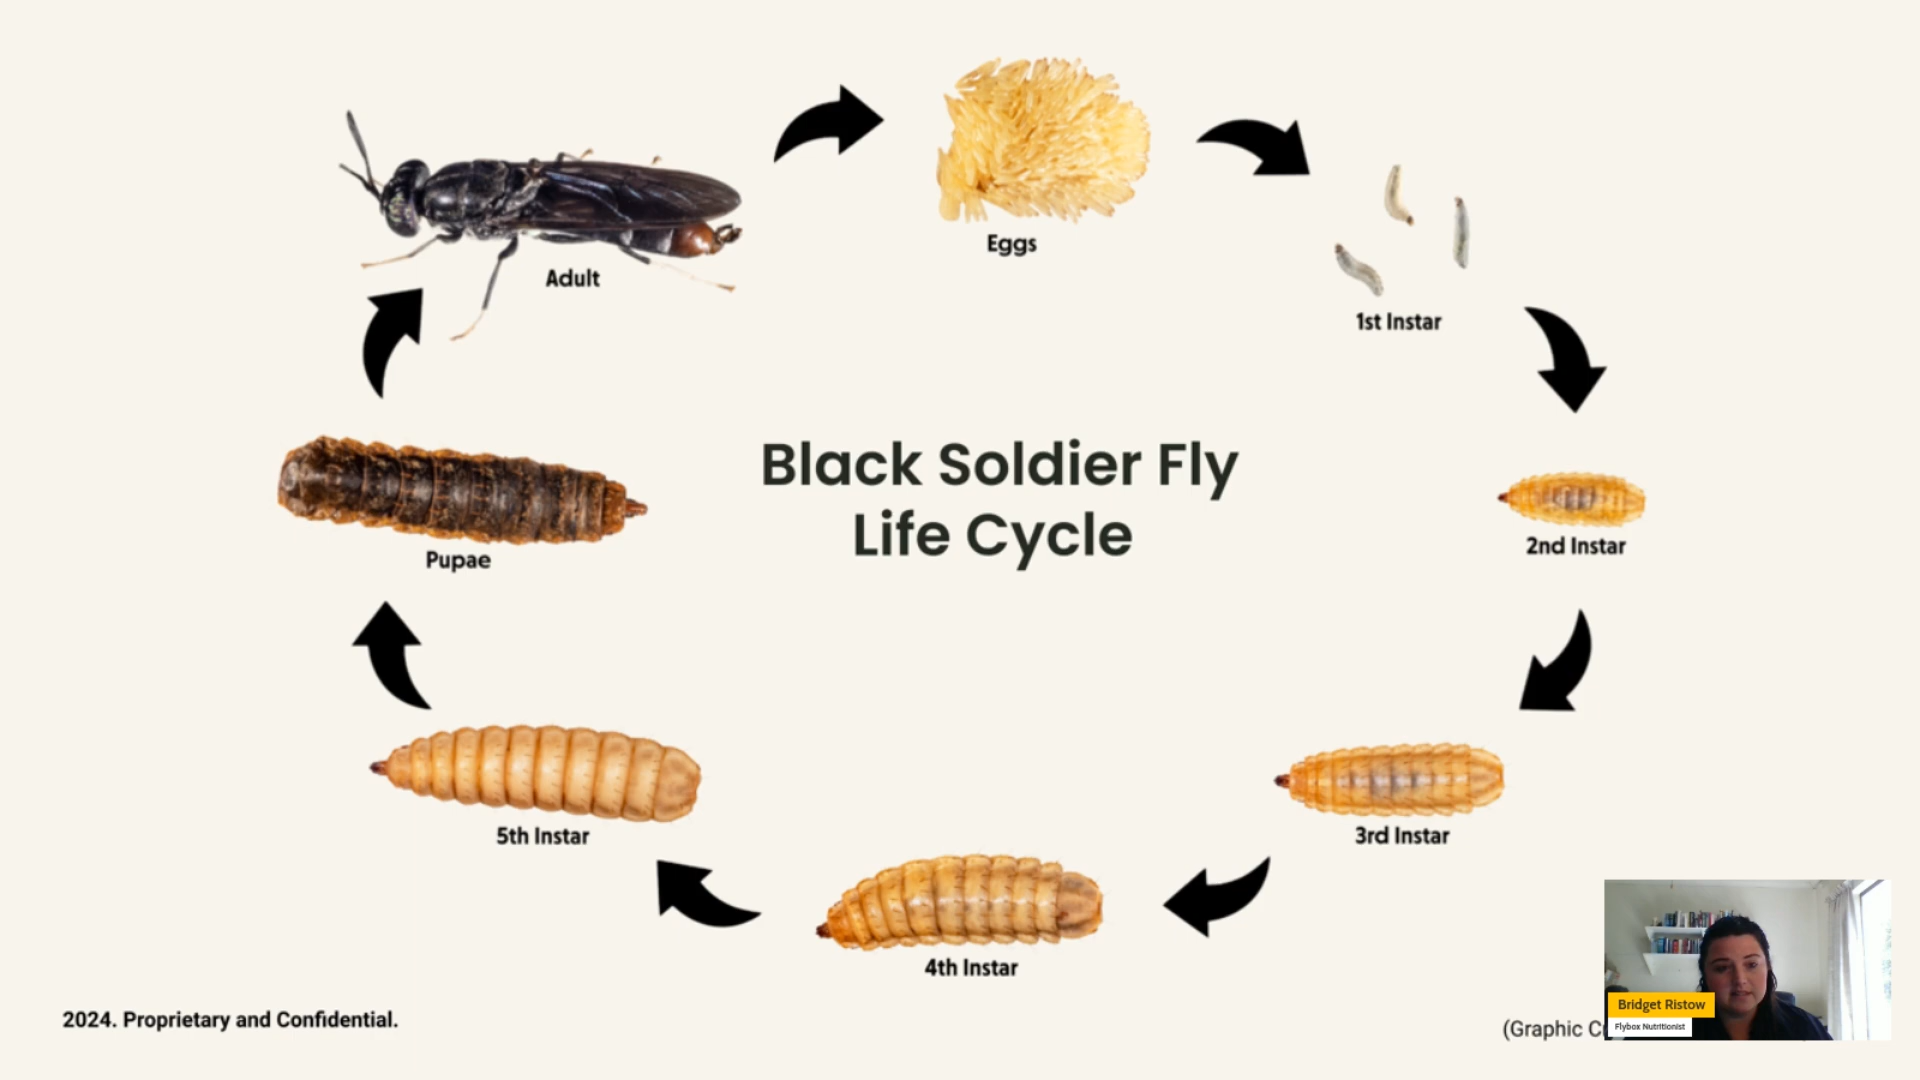 Adult
Eggs
1st Instar
2nd Instar
3rd Instar
4th Instar
5th Instar
Pupae
Black Soldier Fly
Life Cycle
2024. Proprietary and Confidential.
(Graphic
Bridget Ristow
Flybox Nutritionist